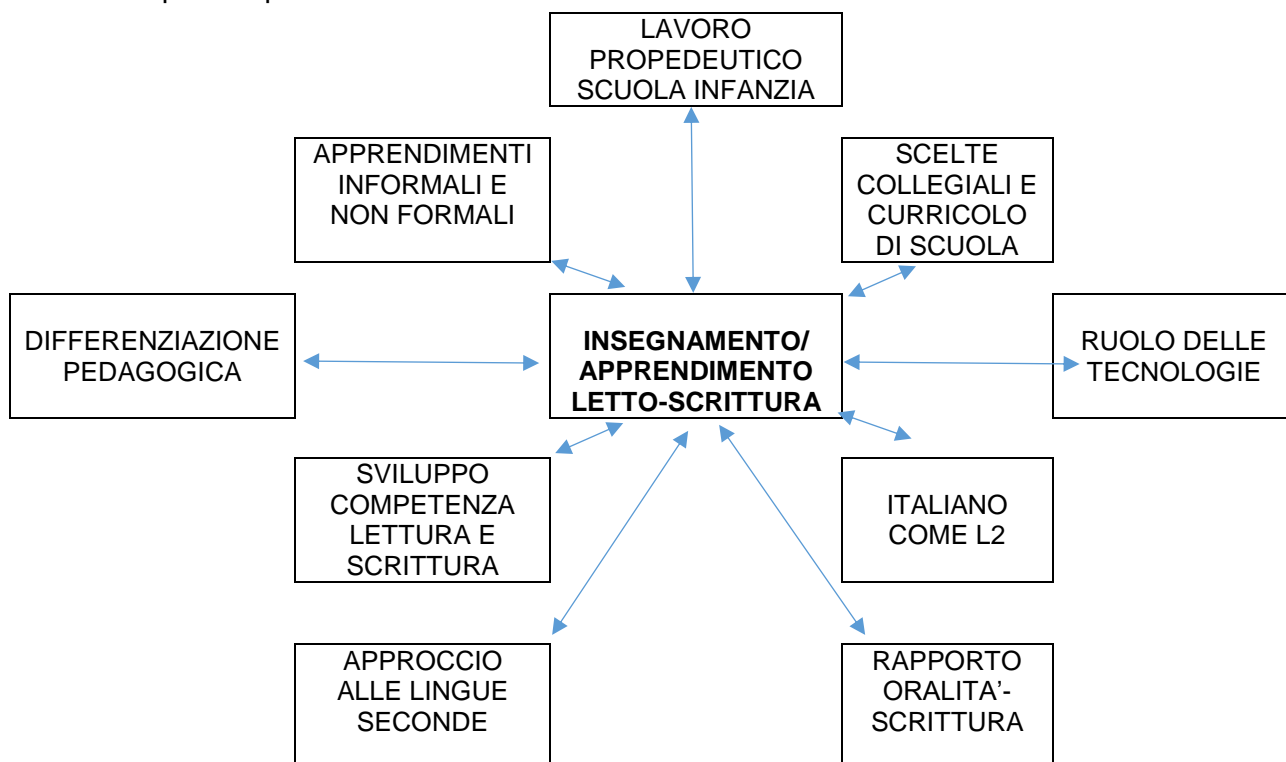 LAVORO
PROPEDEUTICO
SCUOLA INFANZIA
APPRENDIMENTI
INFORMALI E
NON FORMALI
SCELTE
COLLEGIALI E
CURRICOLO
DI SCUOLA
DIFFERENZIAZIONE
PEDAGOGICA
INSEGNAMENTO/
APPRENDIMENTO
LETTO-SCRITTURA
RUOLO DELLE
TECNOLOGIE
SVILUPPO
COMPETENZA
LETTURA E
SCRITTURA
ITALIANO
COME L2
APPROCCIO
ALLE LINGUE
SECONDE
RAPPORTO
ORALITA'-
SCRITTURA